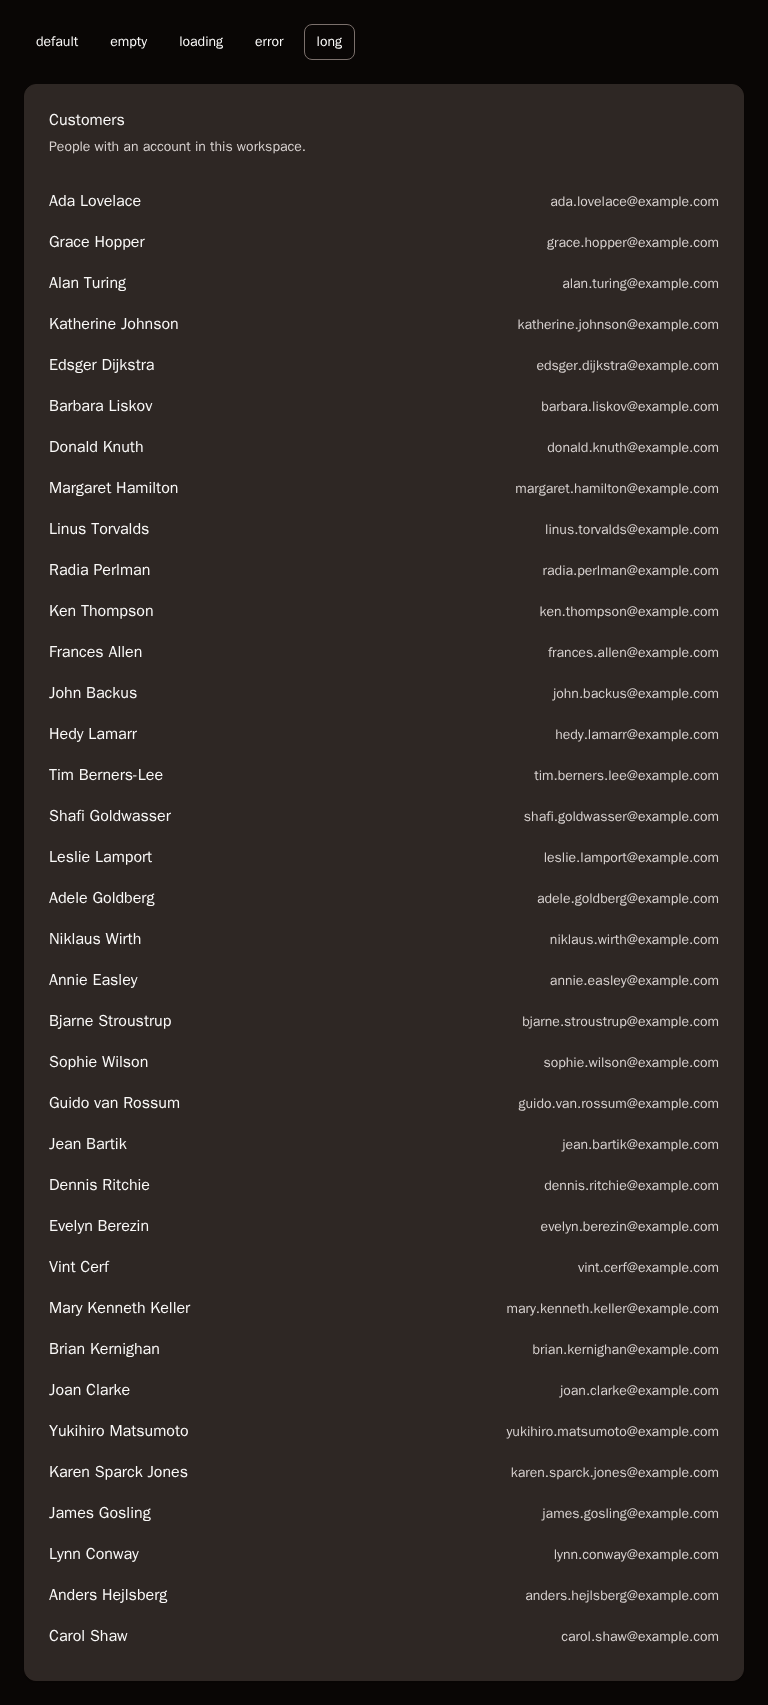 default empty loading error long
Customers
People with an account in this workspace.
Ada Lovelace ada.lovelace@example.com
Grace Hopper grace.hopper@example.com
Alan Turing alan.turing@example.com
Katherine Johnson katherine.johnson@example.com
Edsger Dijkstra edsger.dijkstra@example.com
Barbara Liskov barbara.liskov@example.com
Donald Knuth donald.knuth@example.com
Margaret Hamilton margaret.hamilton@example.com
Linus Torvalds linus.torvalds@example.com
Radia Perlman radia.perlman@example.com
Ken Thompson ken.thompson@example.com
Frances Allen frances.allen@example.com
John Backus john.backus@example.com
Hedy Lamarr hedy.lamarr@example.com
Tim Berners-Lee tim.berners.lee@example.com
Shafi Goldwasser shafi.goldwasser@example.com
Leslie Lamport leslie.lamport@example.com
Adele Goldberg adele.goldberg@example.com
Niklaus Wirth niklaus.wirth@example.com
Annie Easley annie.easley@example.com
Bjarne Stroustrup bjarne.stroustrup@example.com
Sophie Wilson sophie.wilson@example.com
Guido van Rossum guido.van.rossum@example.com
Jean Bartik jean.bartik@example.com
Dennis Ritchie dennis.ritchie@example.com
Evelyn Berezin evelyn.berezin@example.com
Vint Cerf vint.cerf@example.com
Mary Kenneth Keller mary.kenneth.keller@example.com
Brian Kernighan brian.kernighan@example.com
Joan Clarke joan.clarke@example.com
Yukihiro Matsumoto yukihiro.matsumoto@example.com
Karen Sparck Jones karen.sparck.jones@example.com
James Gosling james.gosling@example.com
Lynn Conway lynn.conway@example.com
Anders Hejlsberg anders.hejlsberg@example.com
Carol Shaw carol.shaw@example.com